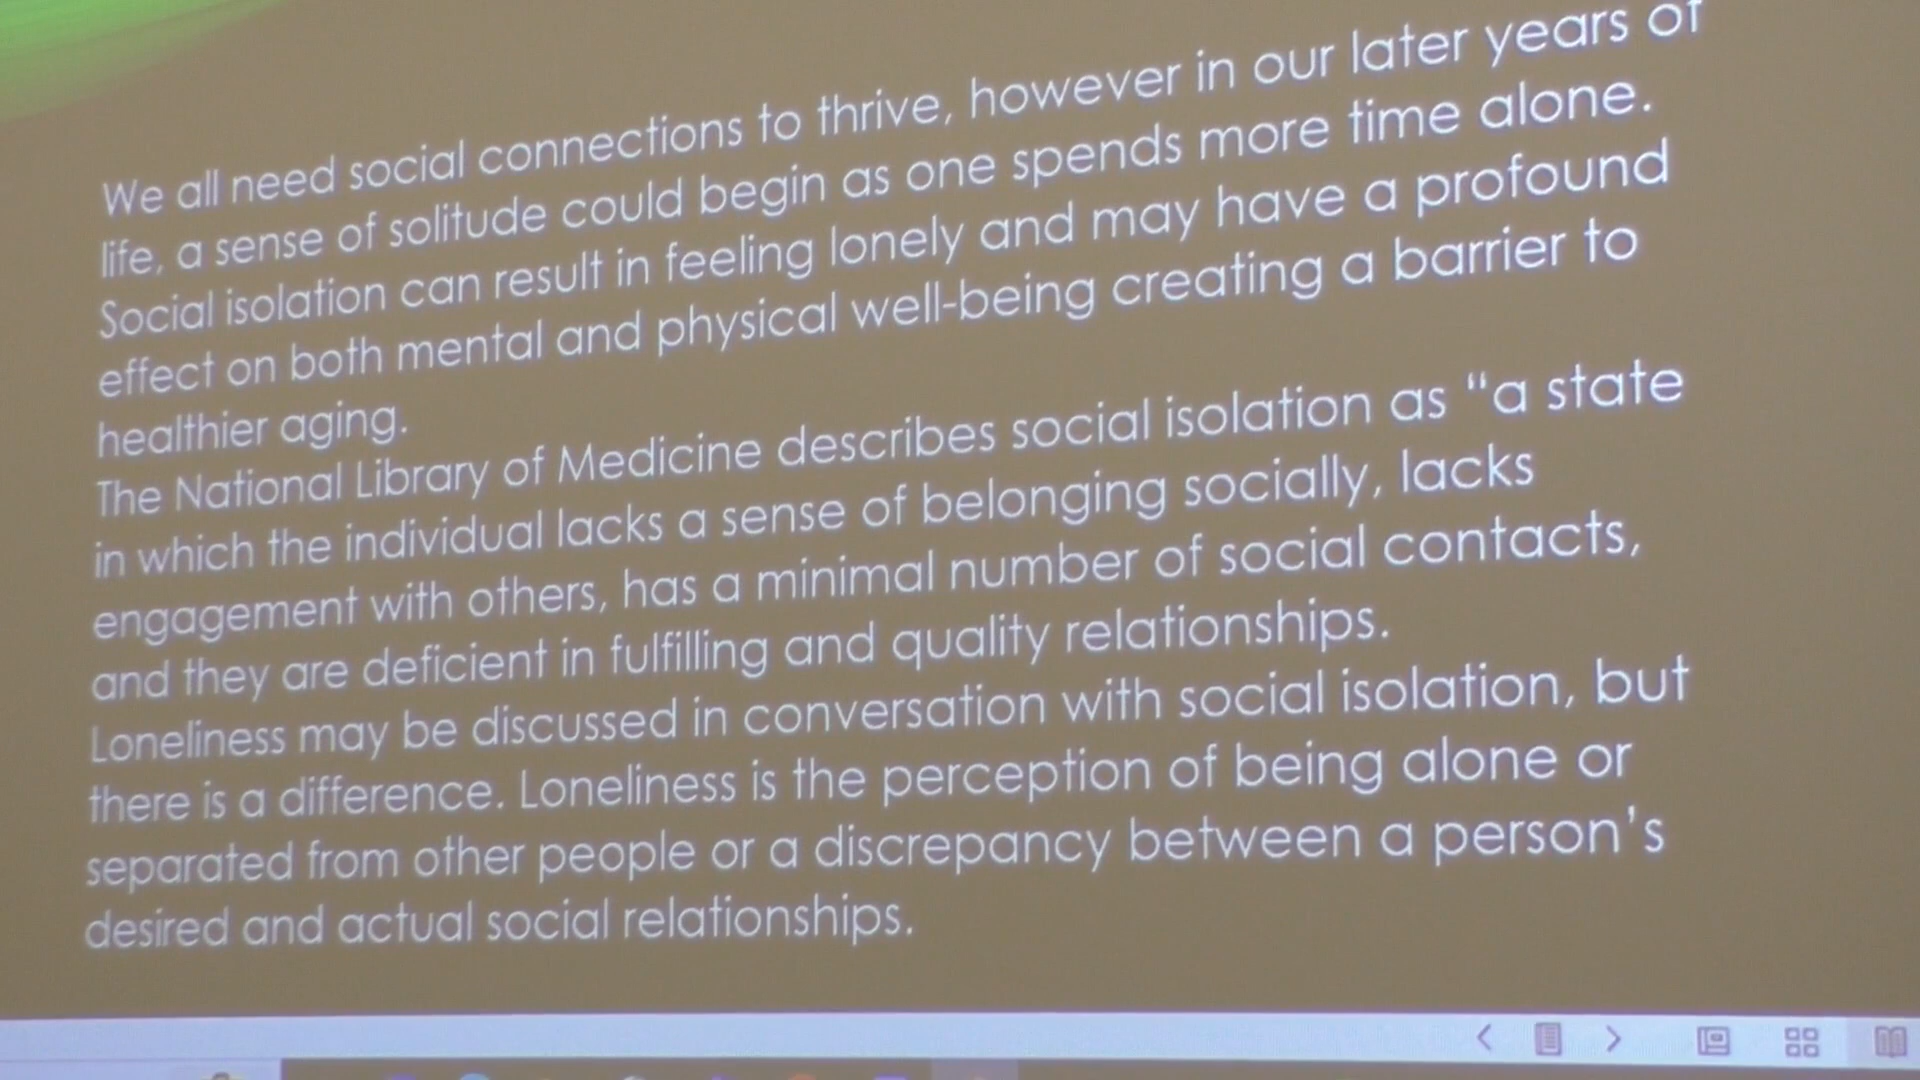 We all need social connections to thrive, however in our later years of
life, a sense of solitude could begin as one spends more time alone.
Social isolation can result in feeling lonely and may have a profound
effect on both mental and physical well-being creating a barrier to
healthier aging.
The National Library of Medicine describes social isolation as “a state
in which the individual lacks a sense of belonging socially, lacks
engagement with others, has a minimal number of social contacts,
and they are deficient in fulfilling and quality relationships.
Loneliness may be discussed in conversation with social isolation, but
there is a difference. Loneliness is the perception of being alone or
separated from other people or a discrepancy between a person’s
desired and actual social relationships.